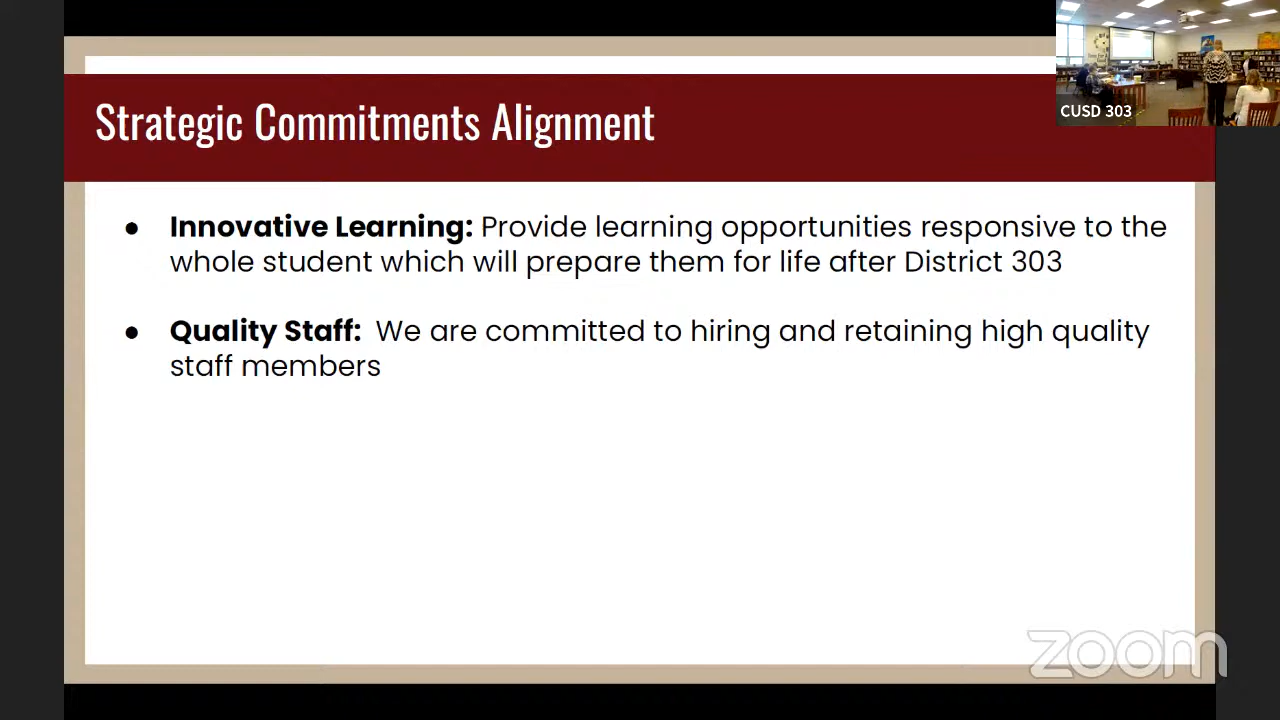 Strategic Commitments Alignment
CUSD 303
● Innovative Learning: Provide learning opportunities responsive to the
whole student which will prepare them for life after District 303
● Quality Staff:  We are committed to hiring and retaining high quality
staff members
zoom